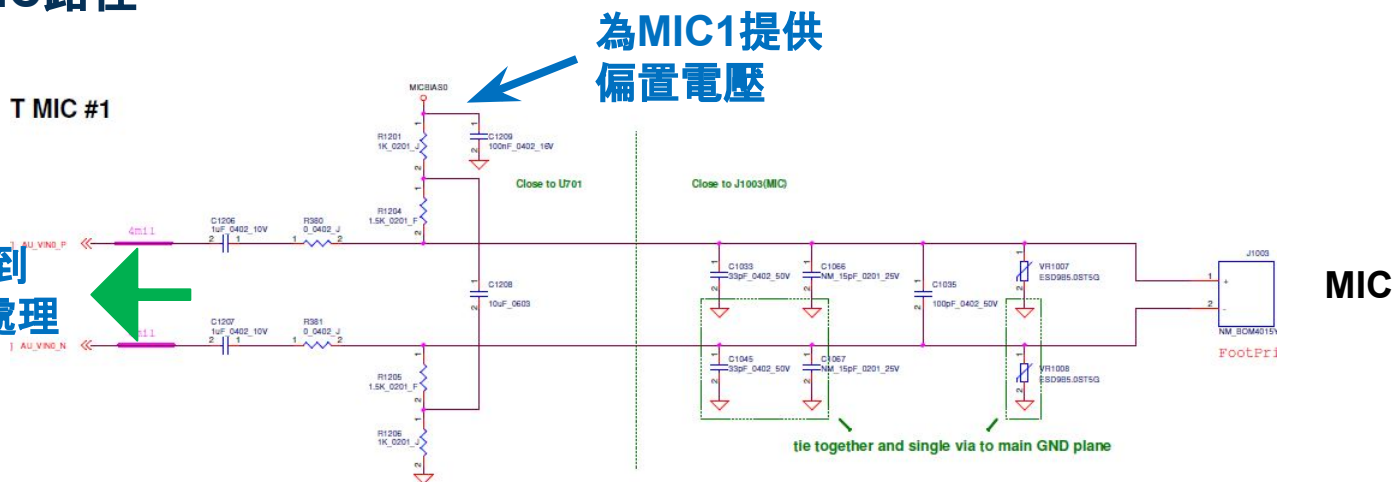 為MIC1提供
偏置電壓
T MIC #1
MICBIAS0
R1201
1K_0201_J
C1209
100nF_0402_16V
Close to U701
Close to J1003(MIC)
R1204
1.5K_0201_F
4mil
C1206
1uF_0402_10V
R380
0_0402_J
AU_VIN0_P
C1033
33pF_0402_50V
C1066
NM_15pF_0201_25V
VR1007
ESD9B5.0ST5G
J1003
到
處理
C1208
10uF_0603
C1035
100pF_0402_50V
MIC
C1207
1uF_0402_10V
R381
0_0402_J
AU_VIN0_N
NM_BOM4015
FootPri
C1045
33pF_0402_50V
C1067
NM_15pF_0201_25V
VR1008
ESD9B5.0ST5G
R1205
1.5K_0201_F
R1206
1K_0201_J
tie together and single via to main GND plane